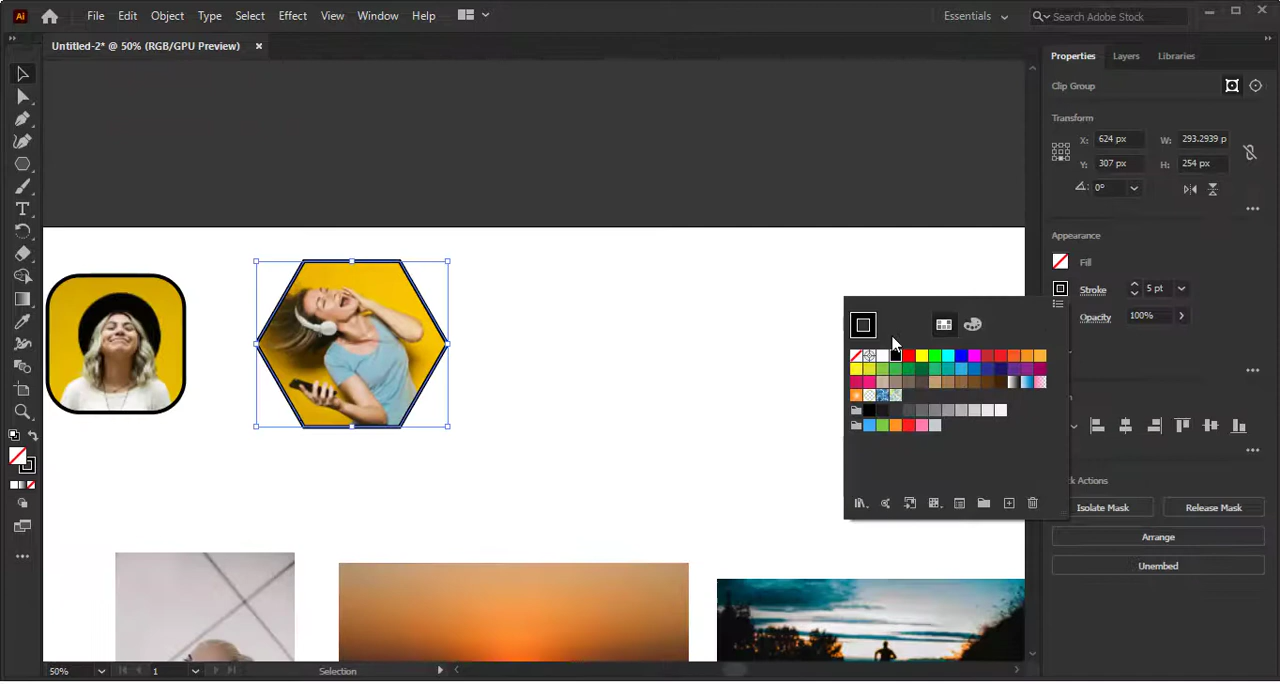 Ai File Edit Object Type Select Effect View Window Help Essentials Search Adobe Stock
Untitled-2* @ 50% (RGB/GPU Preview)
Properties Layers Libraries
Clip Group
Transform
X: 624 px W: 293.2939 p
Y: 307 px H: 254 px
0°
Appearance
Fill
Stroke 5 pt
Opacity 100%
Actions
Isolate Mask Release Mask
Arrange
Unembed
50% 1 Selection